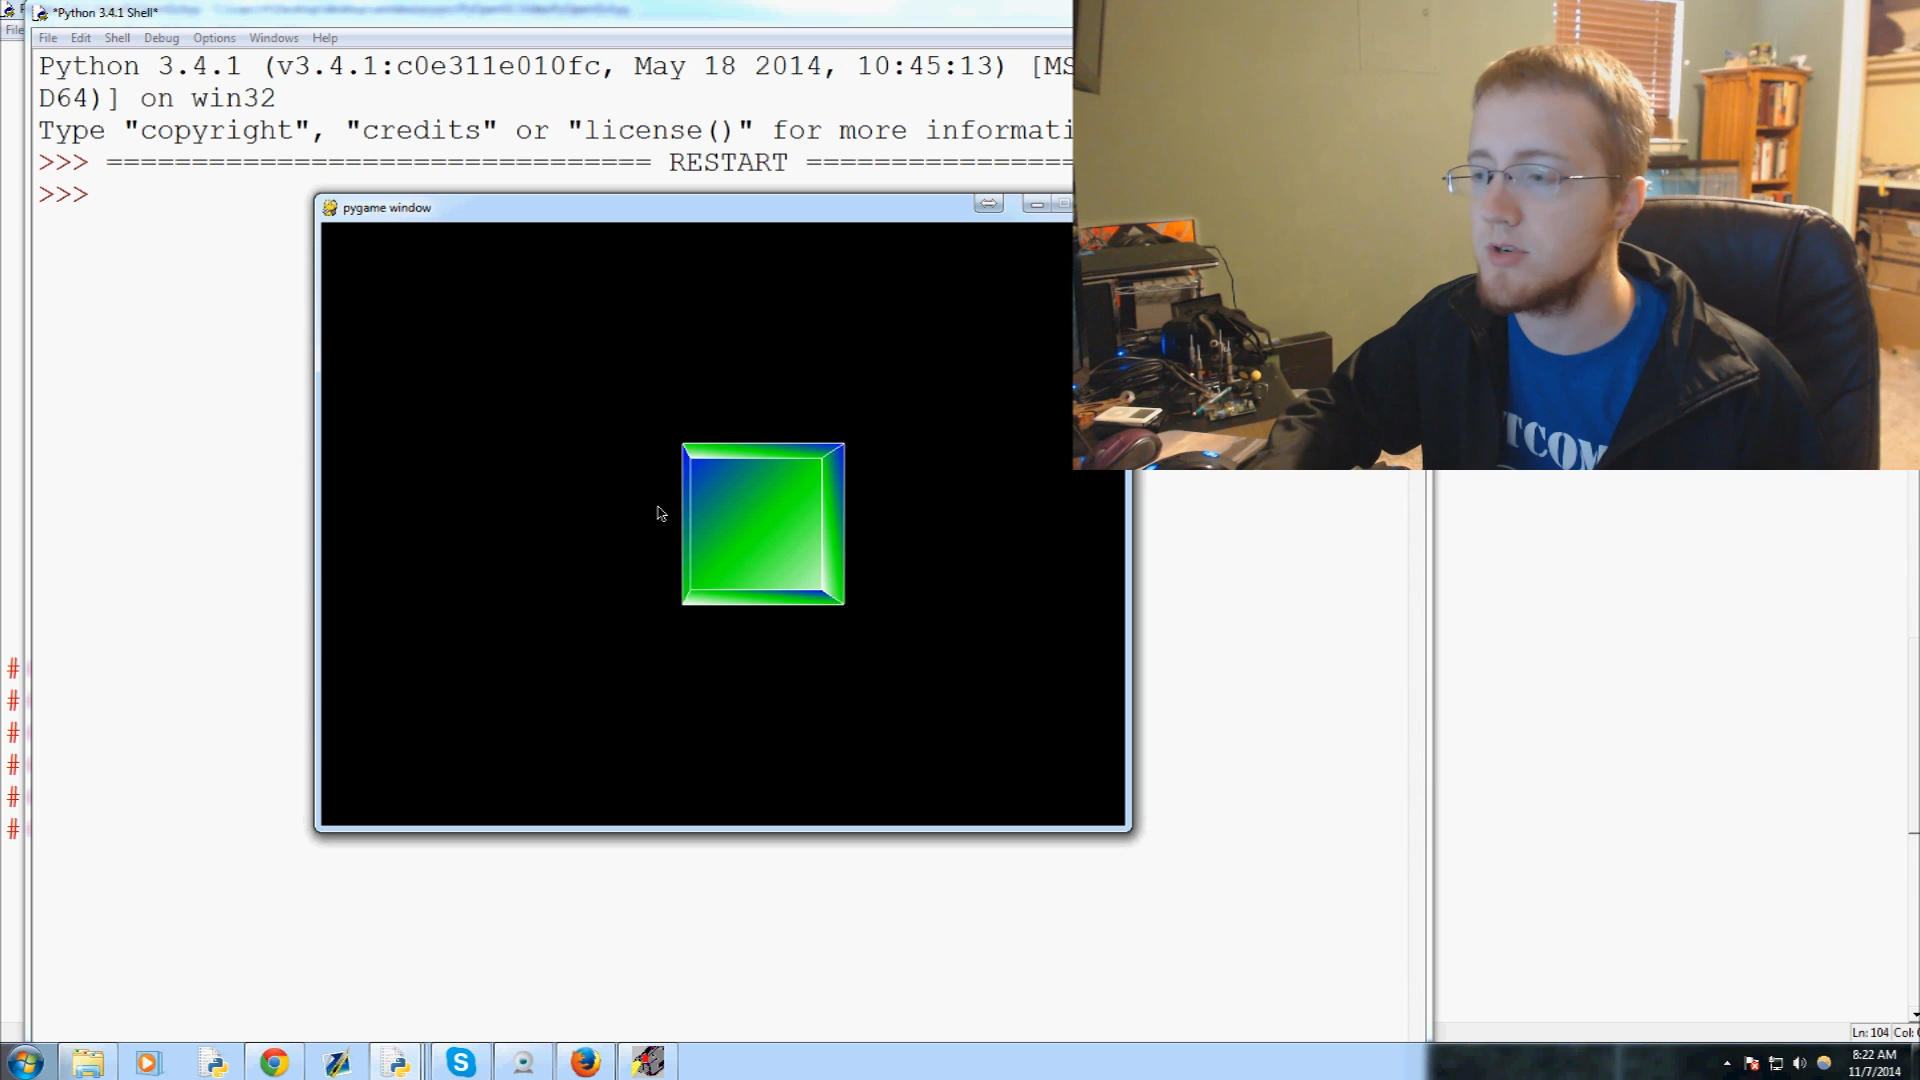 *Python 3.4.1 Shell*
File
File Edit Shell Debug Options Windows Help
Python 3.4.1 (v3.4.1:c0e311e010fc, May 18 2014, 10:45:13) [MS
D64)] on win32
Type "copyright", "credits" or "license()" for more informati
>>> ================================ RESTART ================
>>>
pygame window
TCOM
#
#
#
#
#
#
Ln: 104 Col:
8:22 AM
11/7/2014